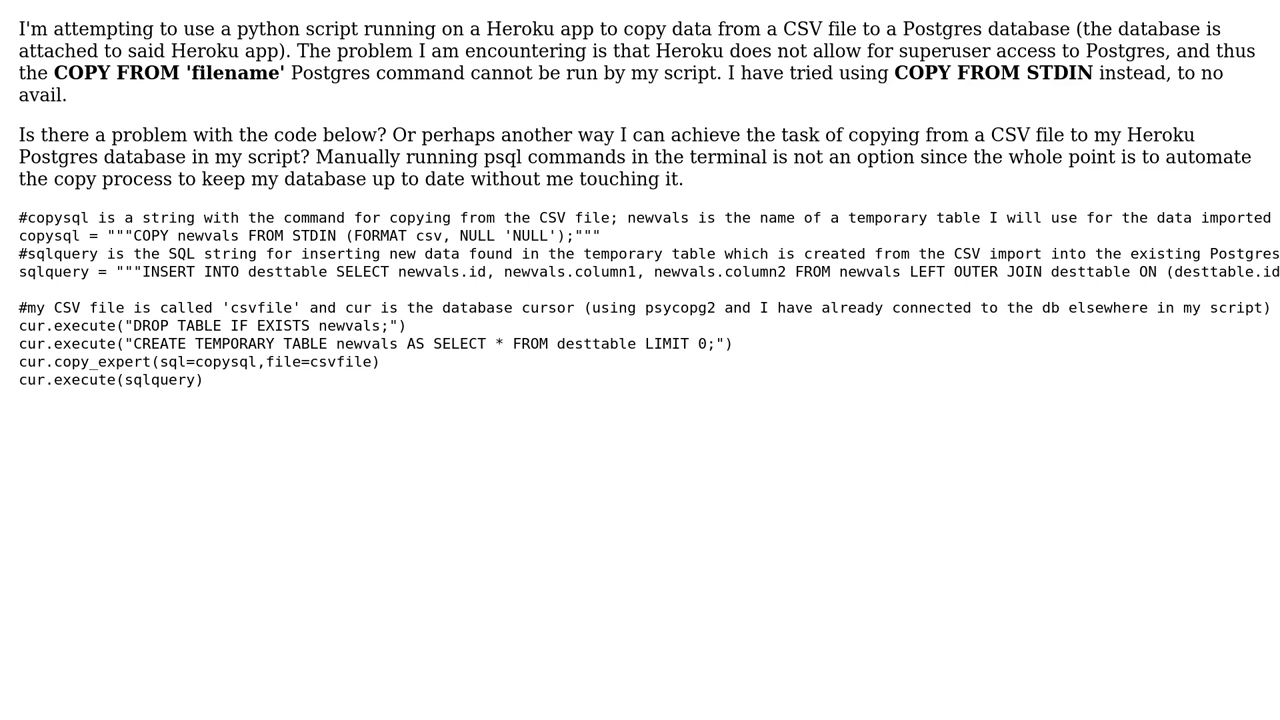 I'm attempting to use a python script running on a Heroku app to copy data from a CSV file to a Postgres database (the database is
attached to said Heroku app). The problem I am encountering is that Heroku does not allow for superuser access to Postgres, and thus
the COPY FROM 'filename' Postgres command cannot be run by my script. I have tried using COPY FROM STDIN instead, to no
avail.
Is there a problem with the code below? Or perhaps another way I can achieve the task of copying from a CSV file to my Heroku
Postgres database in my script? Manually running psql commands in the terminal is not an option since the whole point is to automate
the copy process to keep my database up to date without me touching it.
#copysql is a string with the command for copying from the CSV file; newvals is the name of a temporary table I will use for the data imported
copysql = """COPY newvals FROM STDIN (FORMAT csv, NULL 'NULL');"""
#sqlquery is the SQL string for inserting new data found in the temporary table which is created from the CSV import into the existing Postgres
sqlquery = """INSERT INTO desttable SELECT newvals.id, newvals.column1, newvals.column2 FROM newvals LEFT OUTER JOIN desttable ON (desttable.id
#my CSV file is called 'csvfile' and cur is the database cursor (using psycopg2 and I have already connected to the db elsewhere in my script)
cur.execute("DROP TABLE IF EXISTS newvals;")
cur.execute("CREATE TEMPORARY TABLE newvals AS SELECT * FROM desttable LIMIT 0;")
cur.copy_expert(sql=copysql,file=csvfile)
cur.execute(sqlquery)